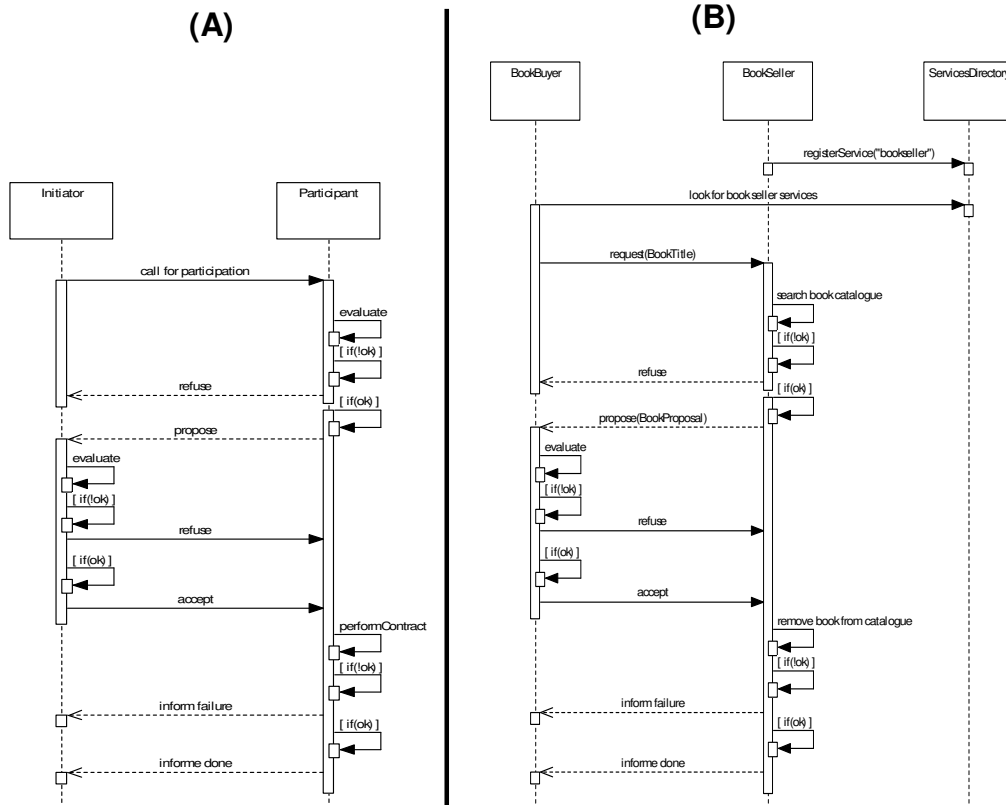 (A)
Initiator
Participant
call for participation
evaluate
[ if(!ok) ]
refuse
[ if(ok) ]
propose
evaluate
[ if(!ok) ]
refuse
[ if(ok) ]
accept
performContract
[ if(!ok) ]
inform failure
[ if(ok) ]
informe done
(B)
BookBuyer
BookSeller
ServicesDirectory
registerService("bookseller")
look for book seller services
request(BookTitle)
search book catalogue
[ if(!ok) ]
refuse
[ if(ok) ]
propose(BookProposal)
evaluate
[ if(!ok) ]
refuse
[ if(ok) ]
accept
remove book from catalogue
[ if(!ok) ]
inform failure
[ if(ok) ]
informe done